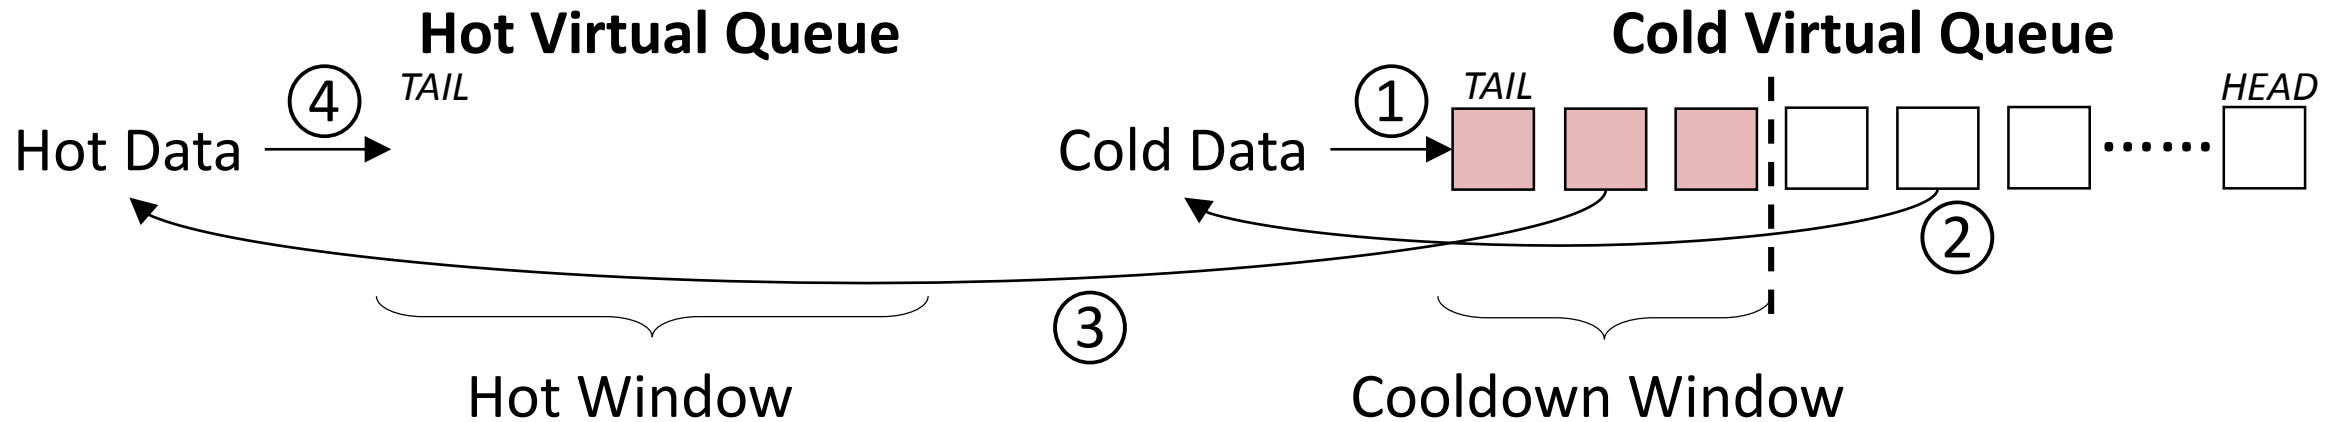 Hot Virtual Queue
Cold Virtual Queue
4
TAIL
1
TAIL
HEAD
Hot Data
Cold Data
2
3
Hot Window
Cooldown Window